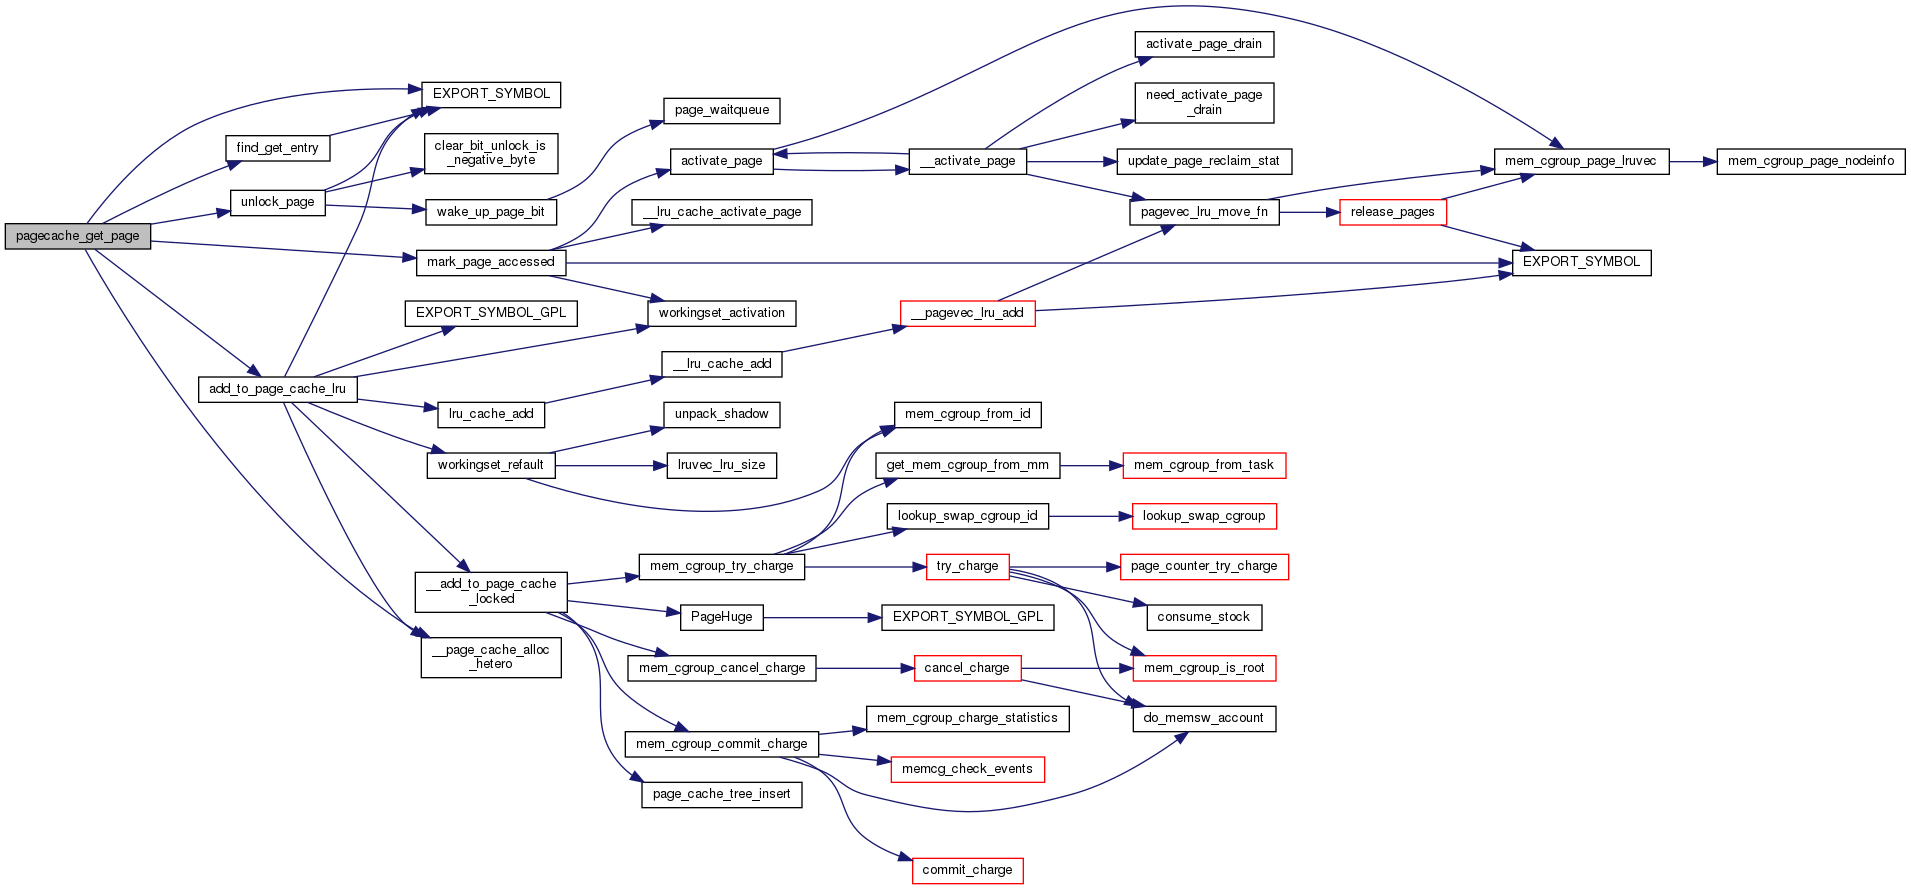 activate_page_drain
EXPORT_SYMBOL
need_activate_page
_drain
page_waitqueue
find_get_entry
clear_bit_unlock_is
_negative_byte
activate_page
__activate_page
update_page_reclaim_stat
mem_cgroup_page_lruvec
mem_cgroup_page_nodeinfo
unlock_page
wake_up_page_bit
__lru_cache_activate_page
pagevec_lru_move_fn
release_pages
pagecache_get_page
mark_page_accessed
EXPORT_SYMBOL
EXPORT_SYMBOL_GPL
workingset_activation
__pagevec_lru_add
__lru_cache_add
add_to_page_cache_lru
lru_cache_add
unpack_shadow
mem_cgroup_from_id
workingset_refault
lruvec_lru_size
get_mem_cgroup_from_mm
mem_cgroup_from_task
lookup_swap_cgroup_id
lookup_swap_cgroup
mem_cgroup_try_charge
try_charge
page_counter_try_charge
__add_to_page_cache
_locked
PageHuge
EXPORT_SYMBOL_GPL
consume_stock
__page_cache_alloc
_hetero
mem_cgroup_cancel_charge
cancel_charge
mem_cgroup_is_root
mem_cgroup_charge_statistics
do_memsw_account
mem_cgroup_commit_charge
memcg_check_events
page_cache_tree_insert
commit_charge